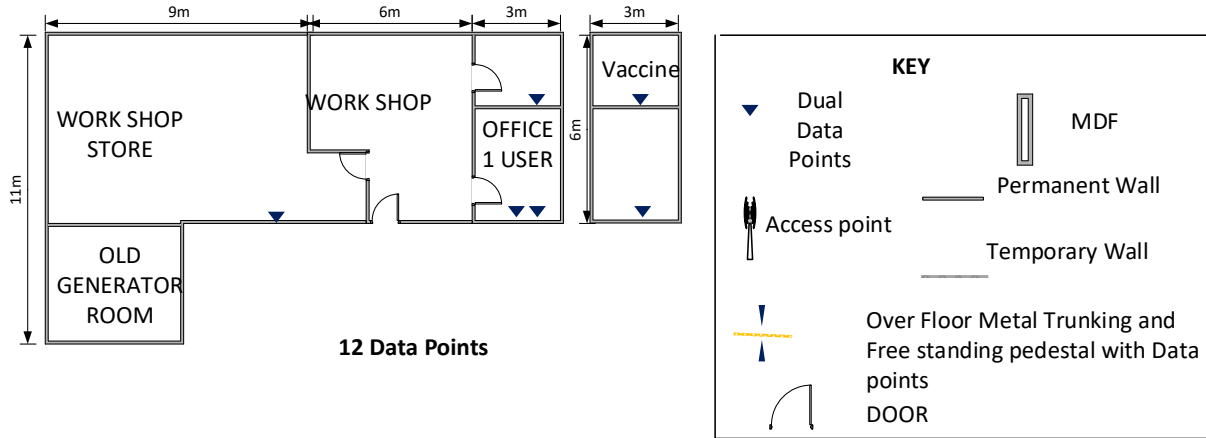 9m
6m
3m
3m
11m
WORK SHOP
STORE
WORK SHOP
OFFICE
1 USER
6m
Vaccine
OLD
GENERATOR
ROOM
12 Data Points
KEY
Dual
Data
Points
MDF
Permanent Wall
Access point
Temporary Wall
Over Floor Metal Trunking and
Free standing pedestal with Data
points
DOOR